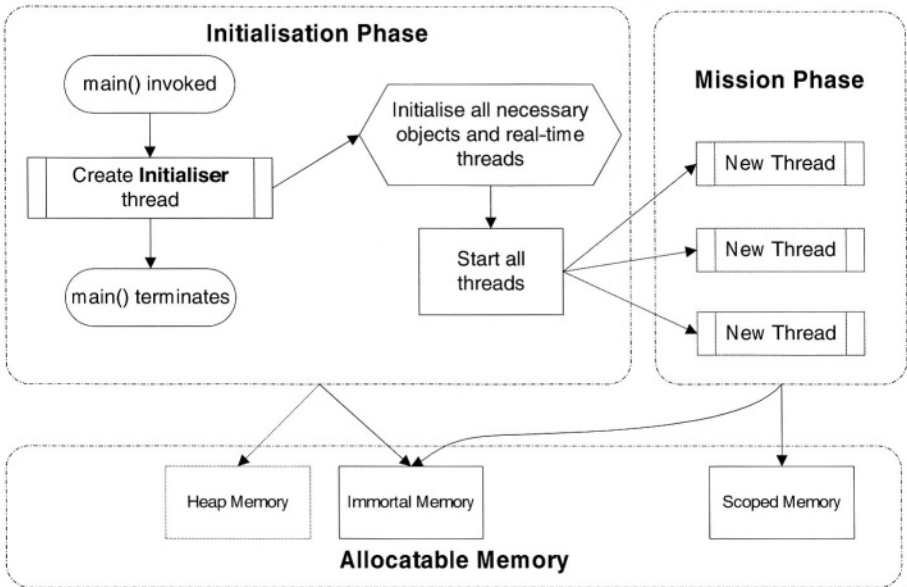 Initialisation Phase
main() invoked
Create Initialiser
thread
main() terminates
Initialise all necessary
objects and real-time
threads
Start all
threads
Mission Phase
New Thread
New Thread
New Thread
Heap Memory
Immortal Memory
Scoped Memory
Allocatable Memory